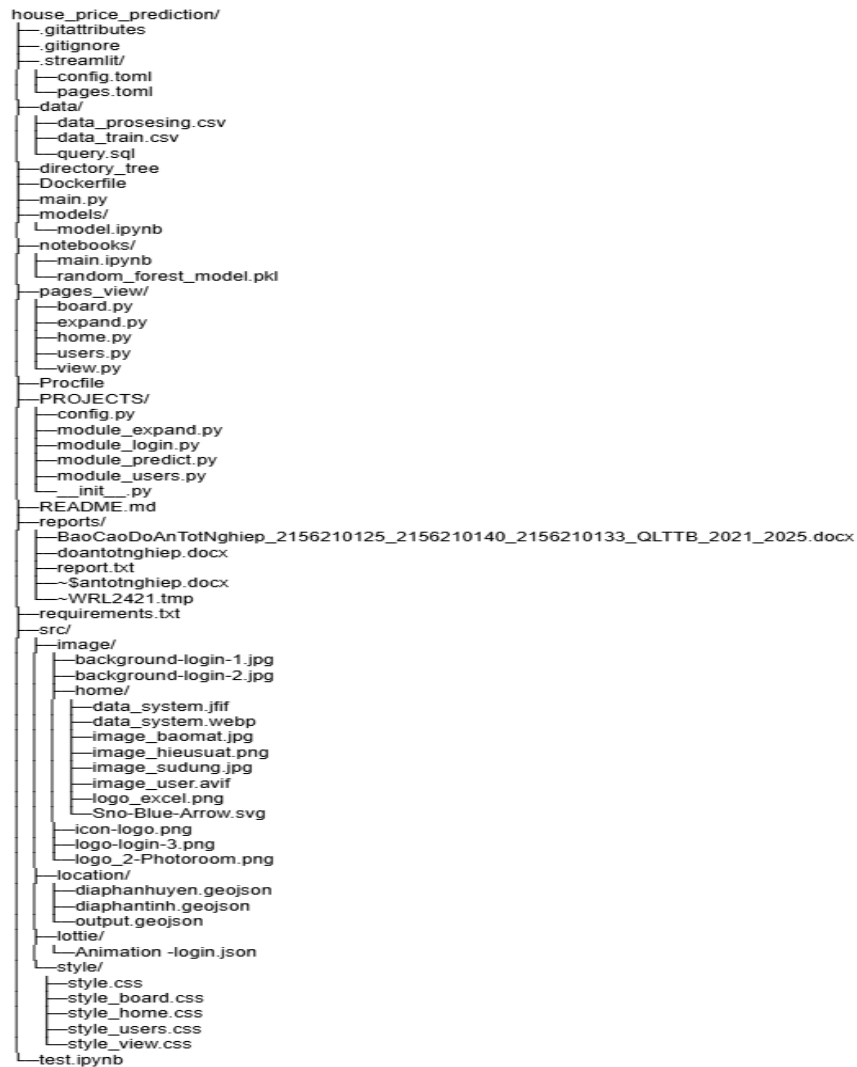 house_price_prediction/
├─.gitattributes
├─.gitignore
├─.streamlit/
│ ├─config.toml
│ └─pages.toml
├─data/
│ ├─data_prosesing.csv
│ ├─data_train.csv
│ └─query.sql
├─directory_tree
├─Dockerfile
├─main.py
├─models/
│ └─model.ipynb
├─notebooks/
│ ├─main.ipynb
│ └─random_forest_model.pkl
├─pages_view/
│ ├─board.py
│ ├─expand.py
│ ├─home.py
│ ├─users.py
│ └─view.py
├─Procfile
├─PROJECTS/
│ ├─config.py
│ ├─module_expand.py
│ ├─module_login.py
│ ├─module_predict.py
│ ├─module_users.py
│ └─__init__.py
├─README.md
├─reports/
│ ├─BaoCaoDoAnTotNghiep_2156210125_2156210140_2156210133_QLTTB_2021_2025.docx
│ ├─doantotnghiep.docx
│ ├─report.txt
│ ├─~$antotnghiep.docx
│ └─~WRL2421.tmp
├─requirements.txt
├─src/
│ ├─image/
│ │ ├─background-login-1.jpg
│ │ ├─background-login-2.jpg
│ │ ├─home/
│ │ │ ├─data_system.jfif
│ │ │ ├─data_system.webp
│ │ │ ├─image_baomat.jpg
│ │ │ ├─image_hieusuat.png
│ │ │ ├─image_sudung.jpg
│ │ │ ├─image_user.avif
│ │ │ ├─logo_excel.png
│ │ │ └─Sno-Blue-Arrow.svg
│ │ ├─icon-logo.png
│ │ ├─logo-login-3.png
│ │ └─logo_2-Photoroom.png
│ ├─location/
│ │ ├─diaphanhuyen.geojson
│ │ ├─diaphantinh.geojson
│ │ └─output.geojson
│ ├─lottie/
│ │ └─Animation -login.json
│ └─style/
│   ├─style.css
│   ├─style_board.css
│   ├─style_home.css
│   ├─style_users.css
│   └─style_view.css
└─test.ipynb